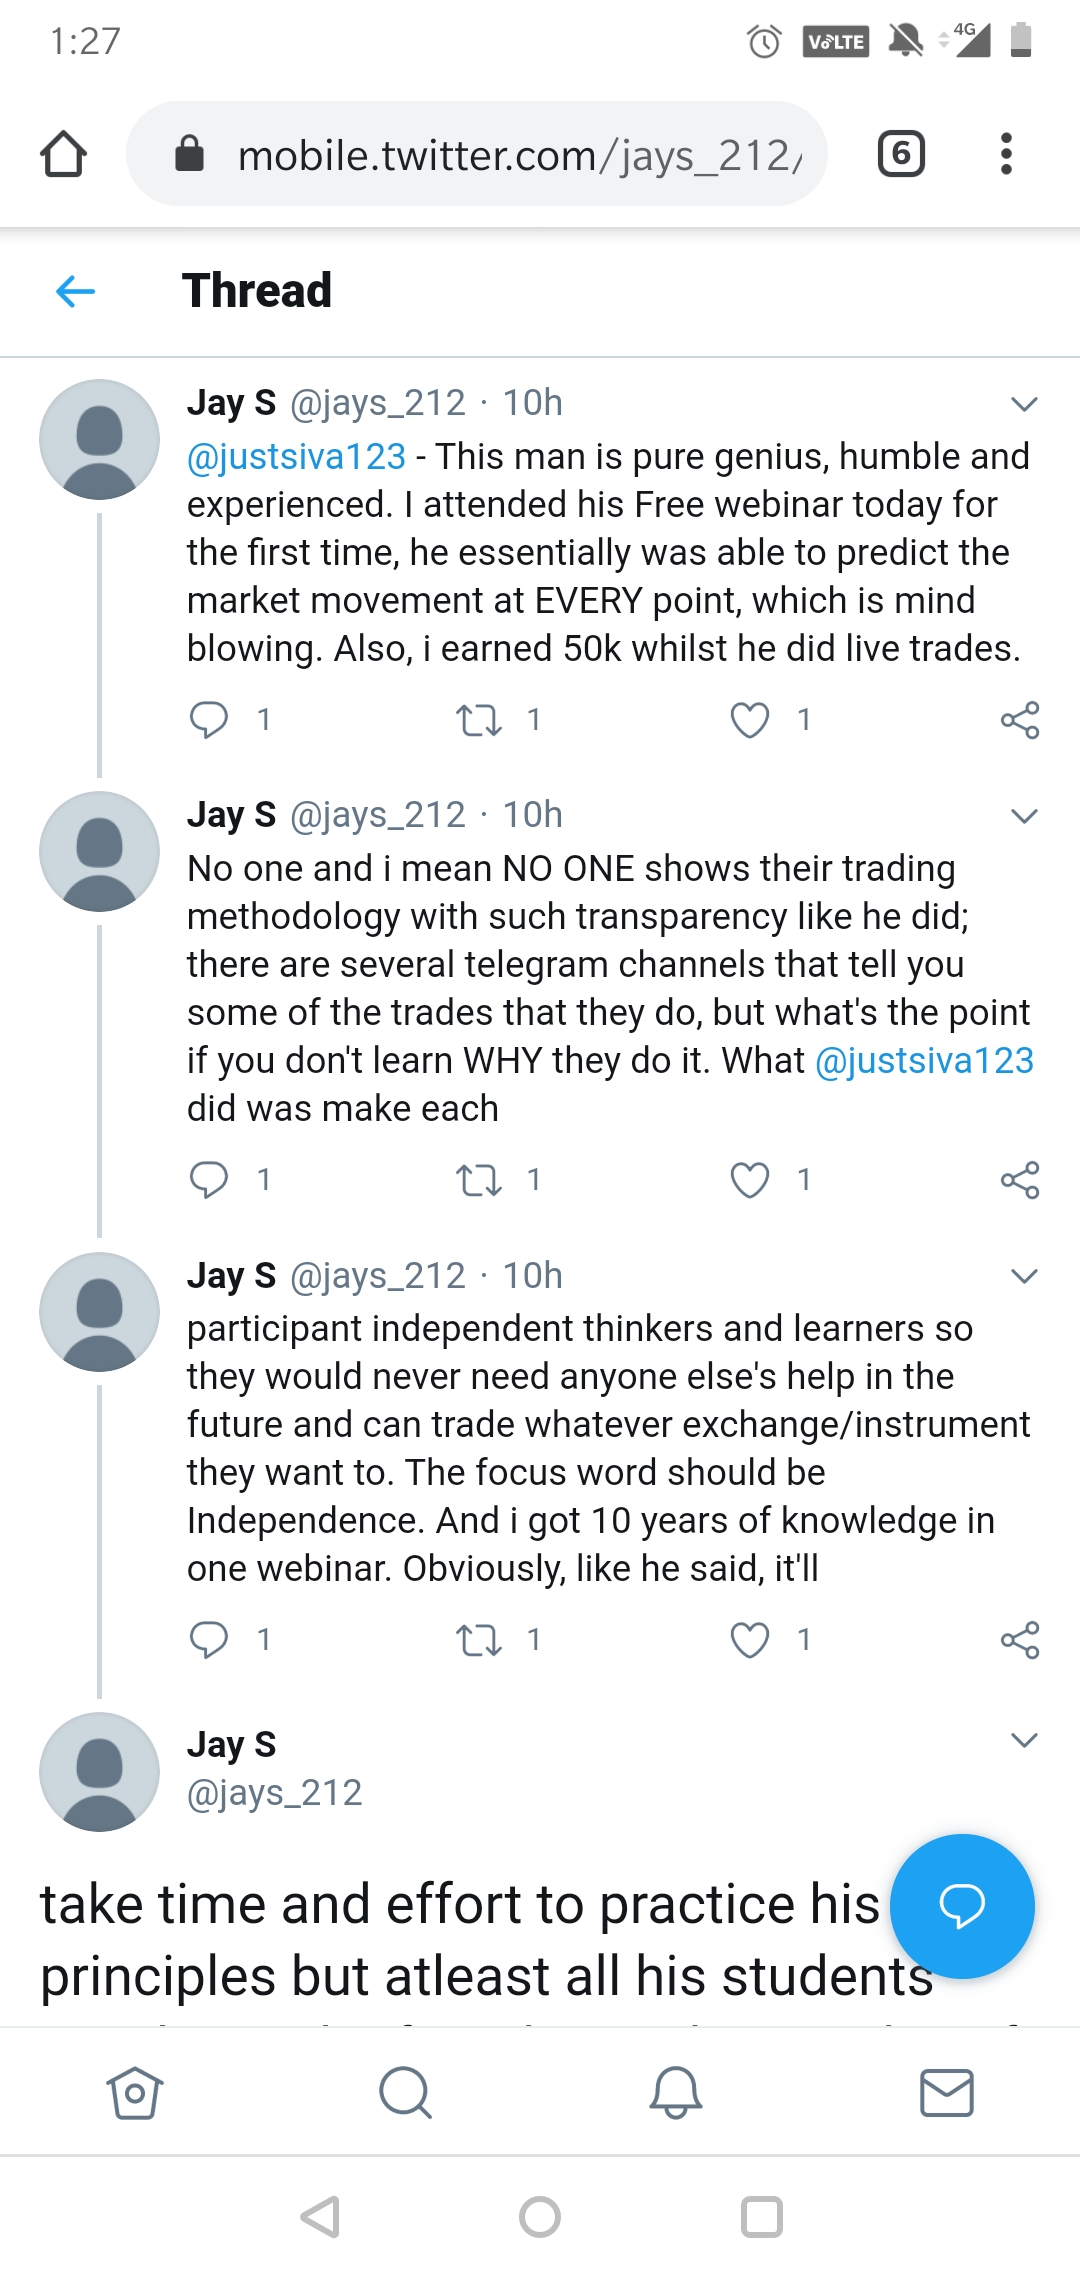 1:27
VoLTE
4G
mobile.twitter.com/jays_212/
6
Thread
Jay S @jays_212 · 10h
@justsiva123 - This man is pure genius, humble and
experienced. I attended his Free webinar today for
the first time, he essentially was able to predict the
market movement at EVERY point, which is mind
blowing. Also, i earned 50k whilst he did live trades.
1 1 1
Jay S @jays_212 · 10h
No one and i mean NO ONE shows their trading
methodology with such transparency like he did;
there are several telegram channels that tell you
some of the trades that they do, but what's the point
if you don't learn WHY they do it. What @justsiva123
did was make each
1 1 1
Jay S @jays_212 · 10h
participant independent thinkers and learners so
they would never need anyone else's help in the
future and can trade whatever exchange/instrument
they want to. The focus word should be
Independence. And i got 10 years of knowledge in
one webinar. Obviously, like he said, it'll
1 1 1
Jay S
@jays_212
take time and effort to practice his
principles but atleast all his students